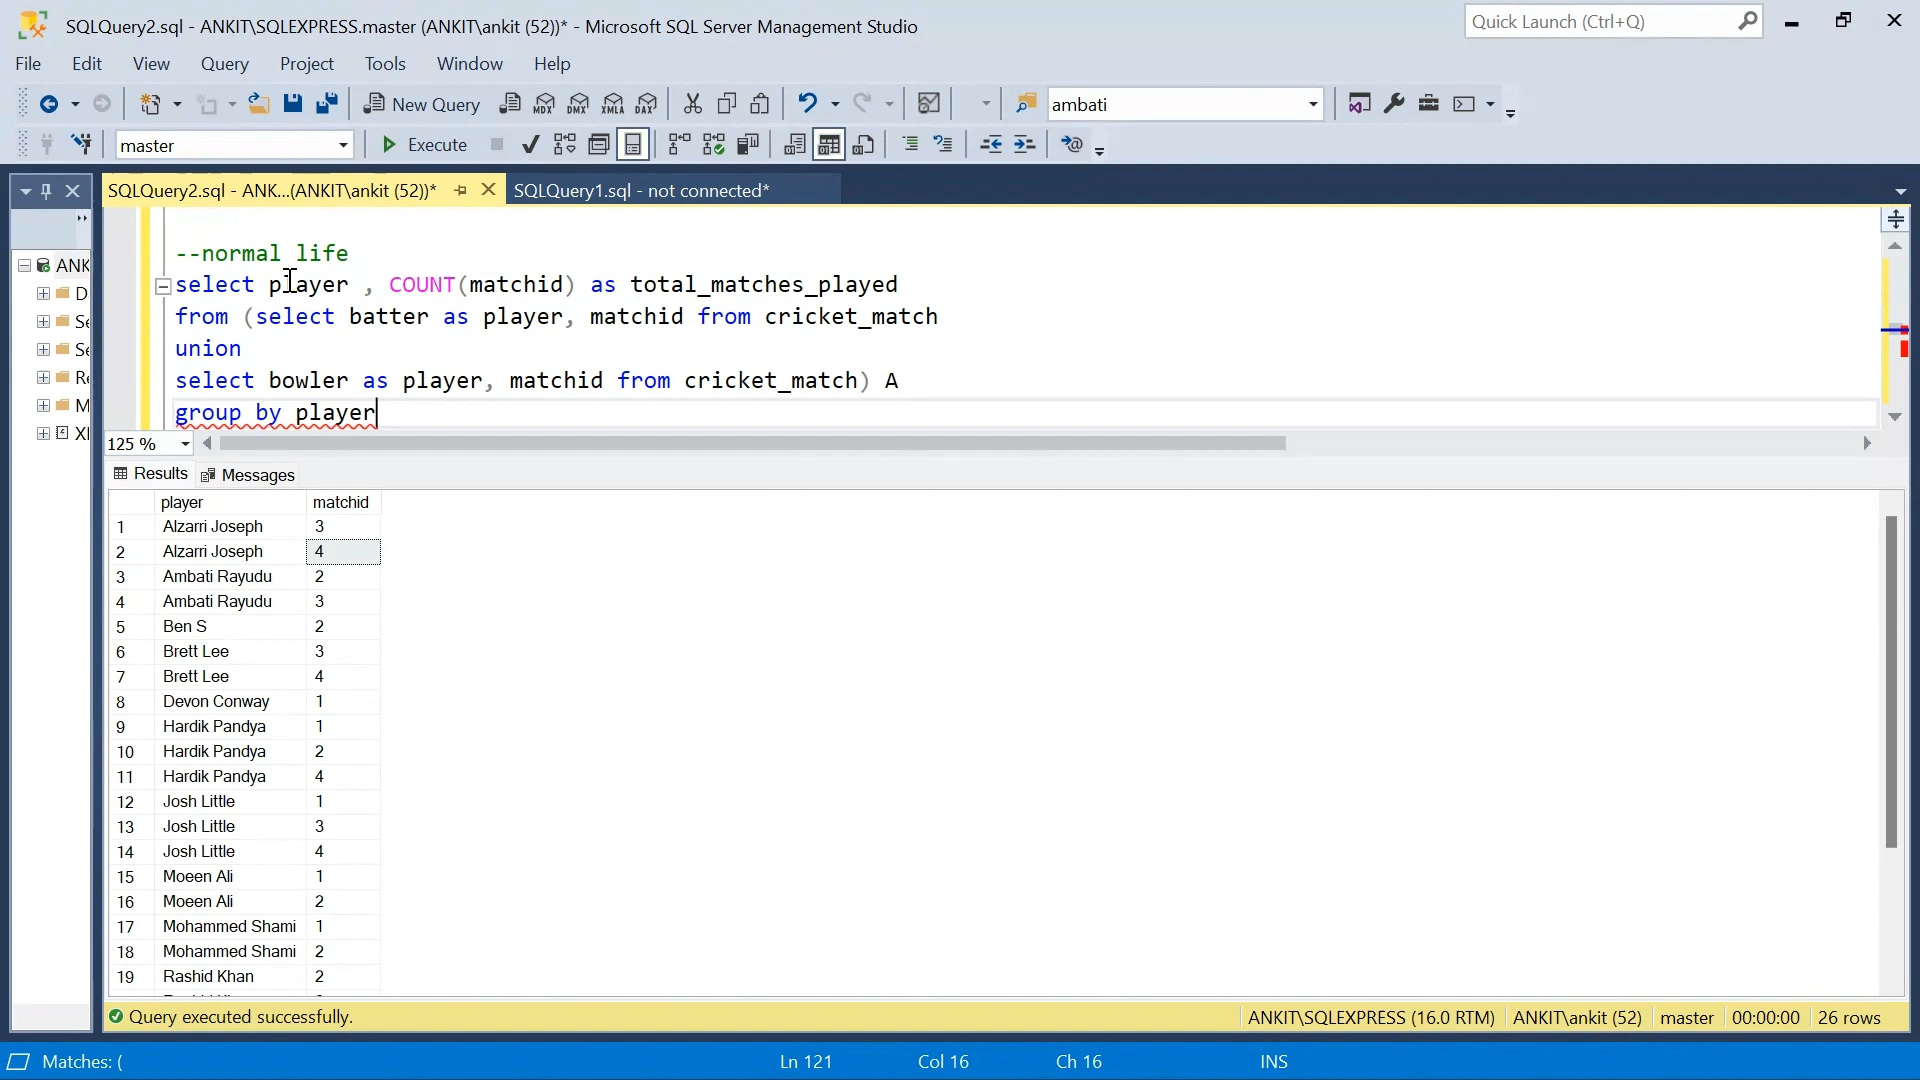 SQLQuery2.sql - ANKIT\SQLEXPRESS.master (ANKIT\ankit (52))* - Microsoft SQL Server Management Studio
Quick Launch (Ctrl+Q)
File Edit View Query Project Tools Window Help
New Query MDX DMX XMLA DAX ambati
master Execute
SQLQuery2.sql - ANK...(ANKIT\ankit (52))* SQLQuery1.sql - not connected*
ANK
D
Se
Se
Re
M
XI
--normal life
select player , COUNT(matchid) as total_matches_played
from (select batter as player, matchid from cricket_match
union
select bowler as player, matchid from cricket_match) A
group by player
125 %
Results Messages
player matchid
1 Alzarri Joseph 3
2 Alzarri Joseph 4
3 Ambati Rayudu 2
4 Ambati Rayudu 3
5 Ben S 2
6 Brett Lee 3
7 Brett Lee 4
8 Devon Conway 1
9 Hardik Pandya 1
10 Hardik Pandya 2
11 Hardik Pandya 4
12 Josh Little 1
13 Josh Little 3
14 Josh Little 4
15 Moeen Ali 1
16 Moeen Ali 2
17 Mohammed Shami 1
18 Mohammed Shami 2
19 Rashid Khan 2
Query executed successfully. ANKIT\SQLEXPRESS (16.0 RTM) ANKIT\ankit (52) master 00:00:00 26 rows
Matches: ( Ln 121 Col 16 Ch 16 INS